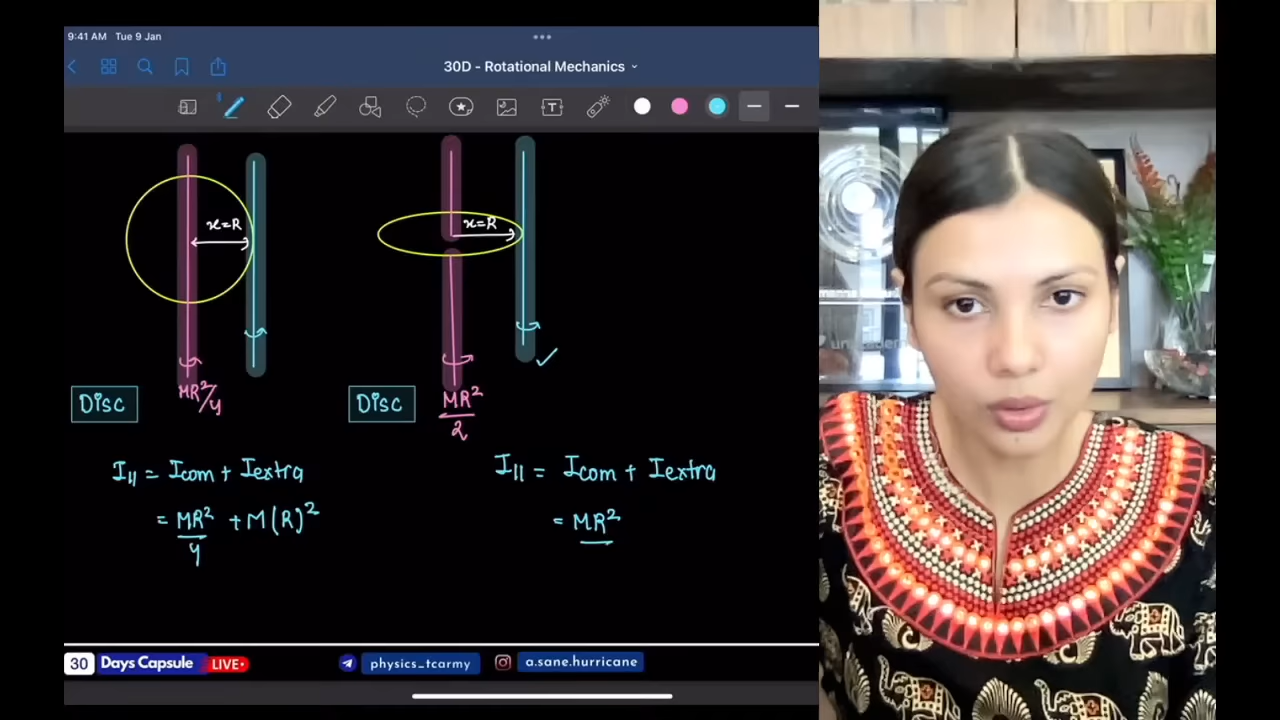 9:41 AM Tue 9 Jan
30D - Rotational Mechanics
x=R
x=R
MR²/4
MR²
2
Disc
Disc
I॥ = Icom + Iextra
= MR² + M(R)²
4
I॥ = Icom + Iextra
= MR²
30 Days Capsule LIVE
physics_tcarmy
a.sane.hurricane